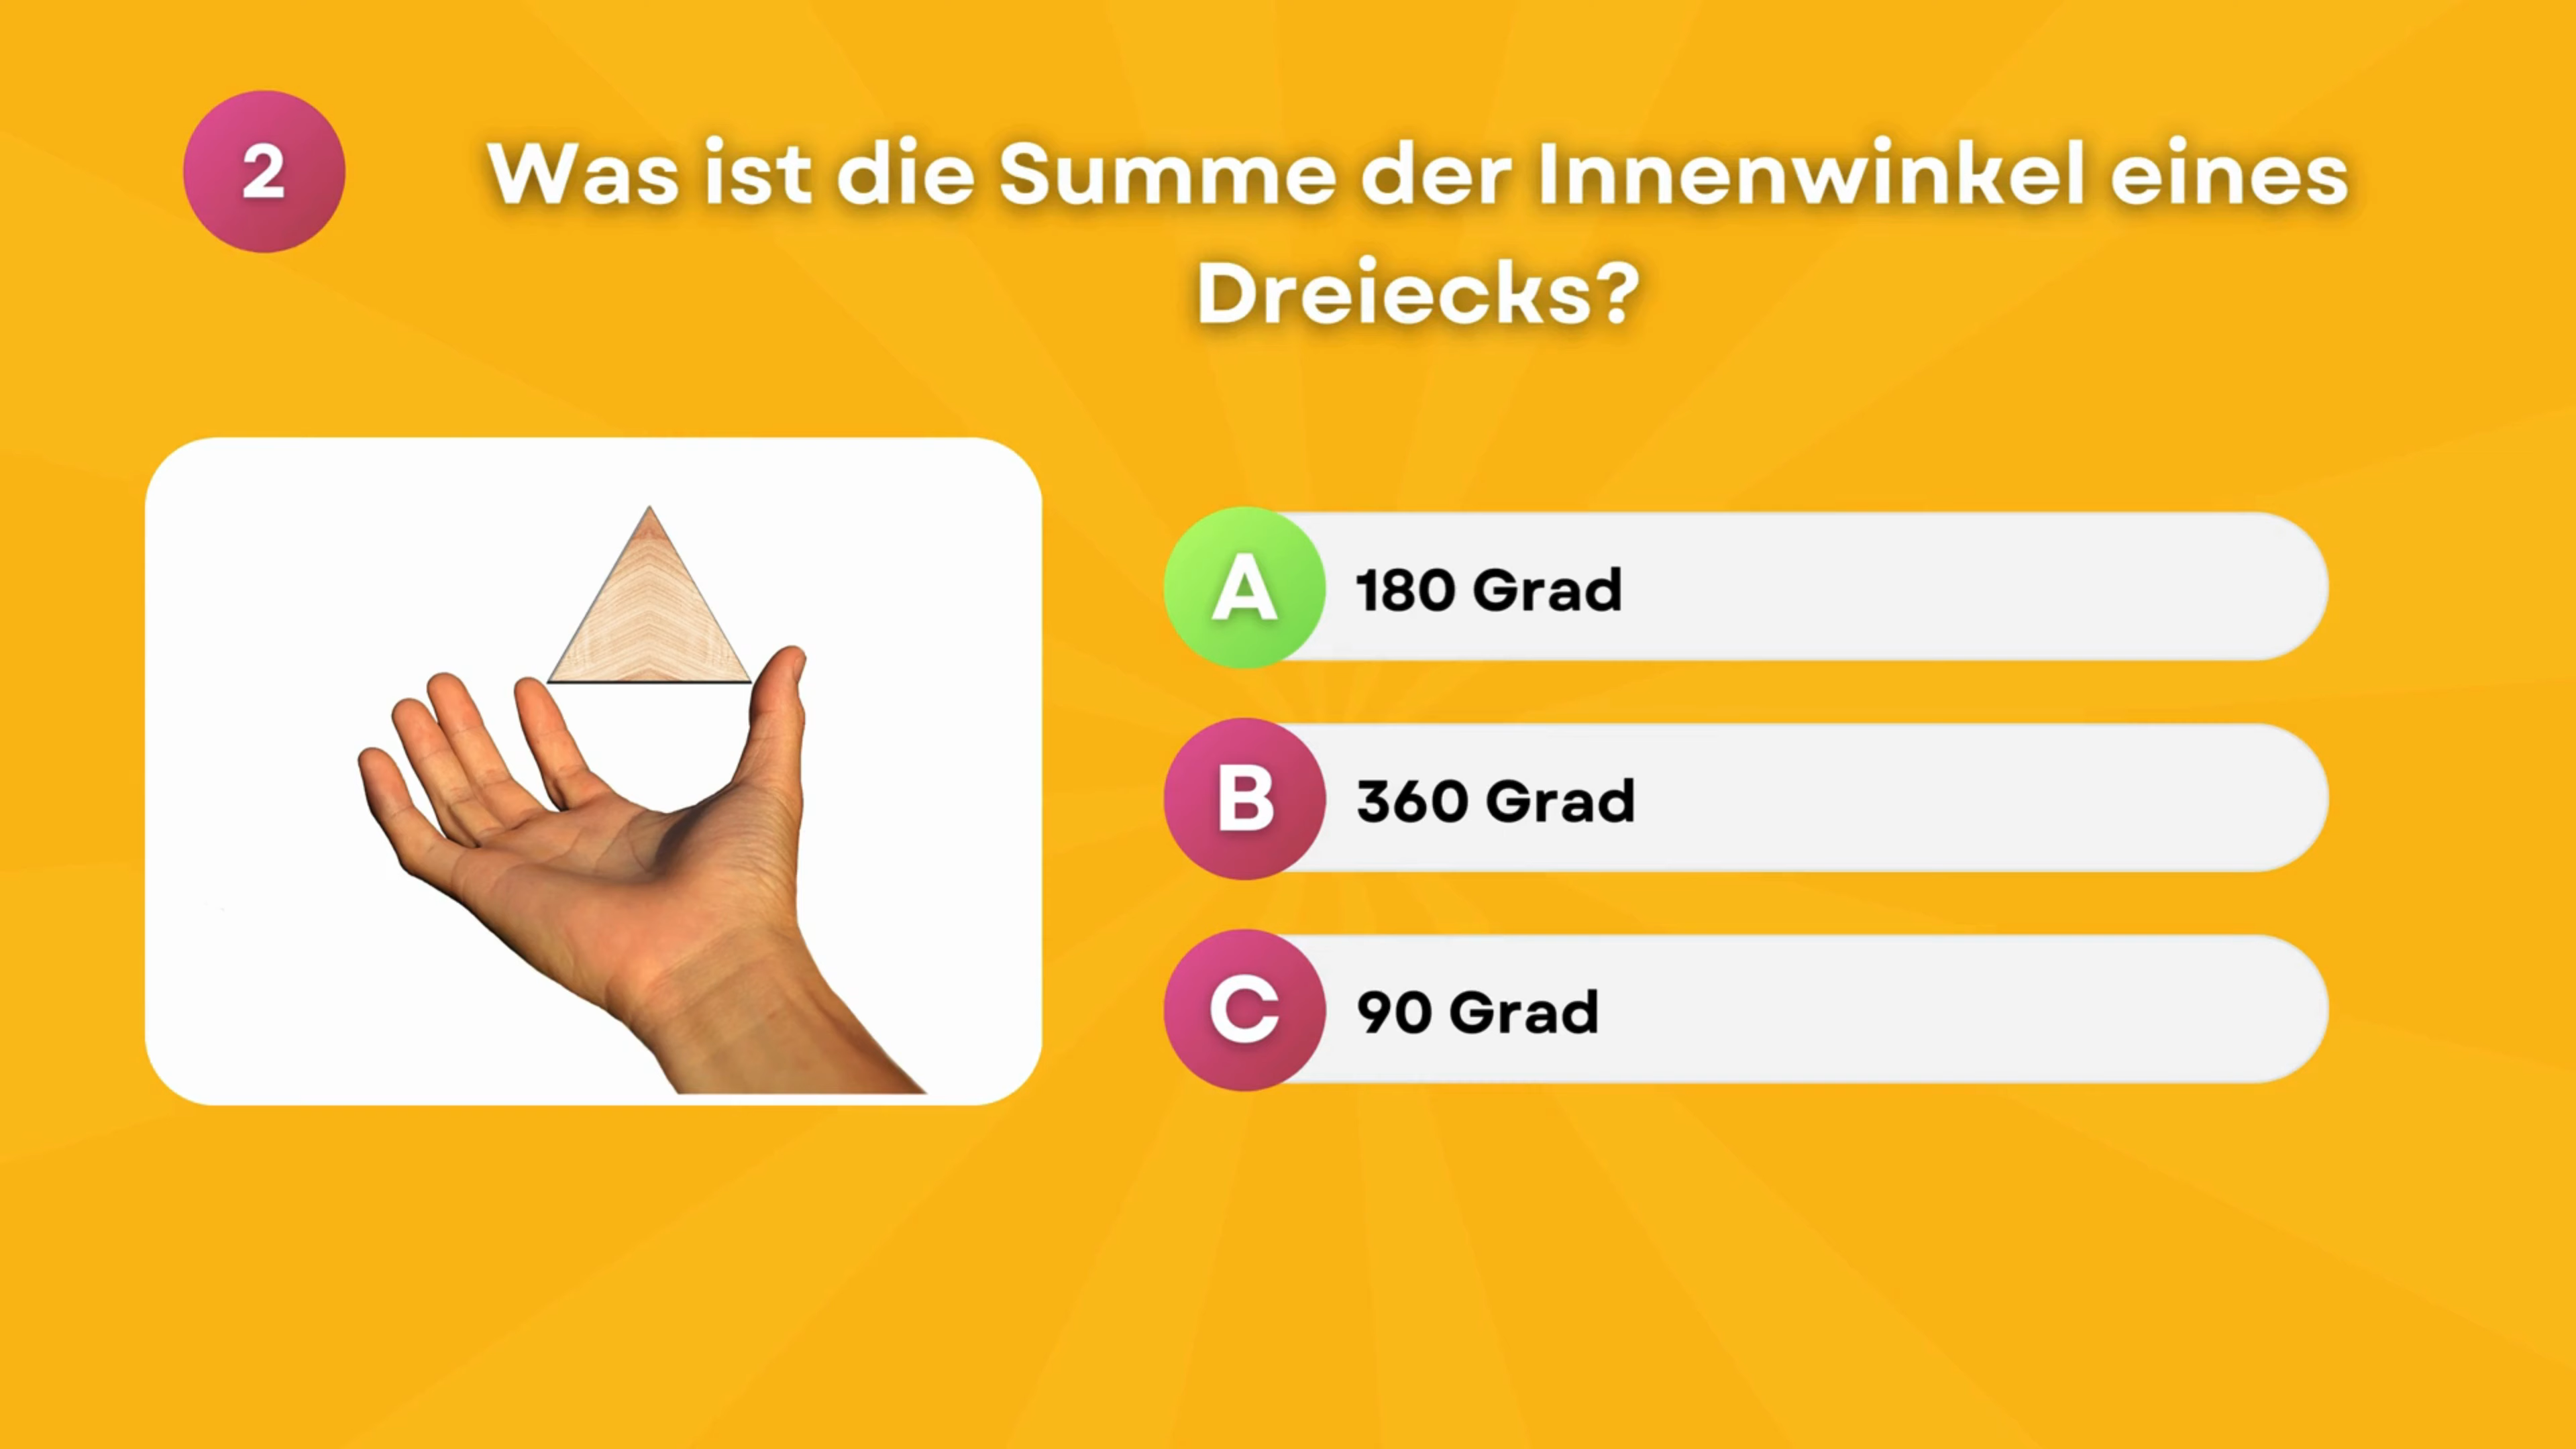 2
Was ist die Summe der Innenwinkel eines
Dreiecks?
A 180 Grad
B 360 Grad
C 90 Grad